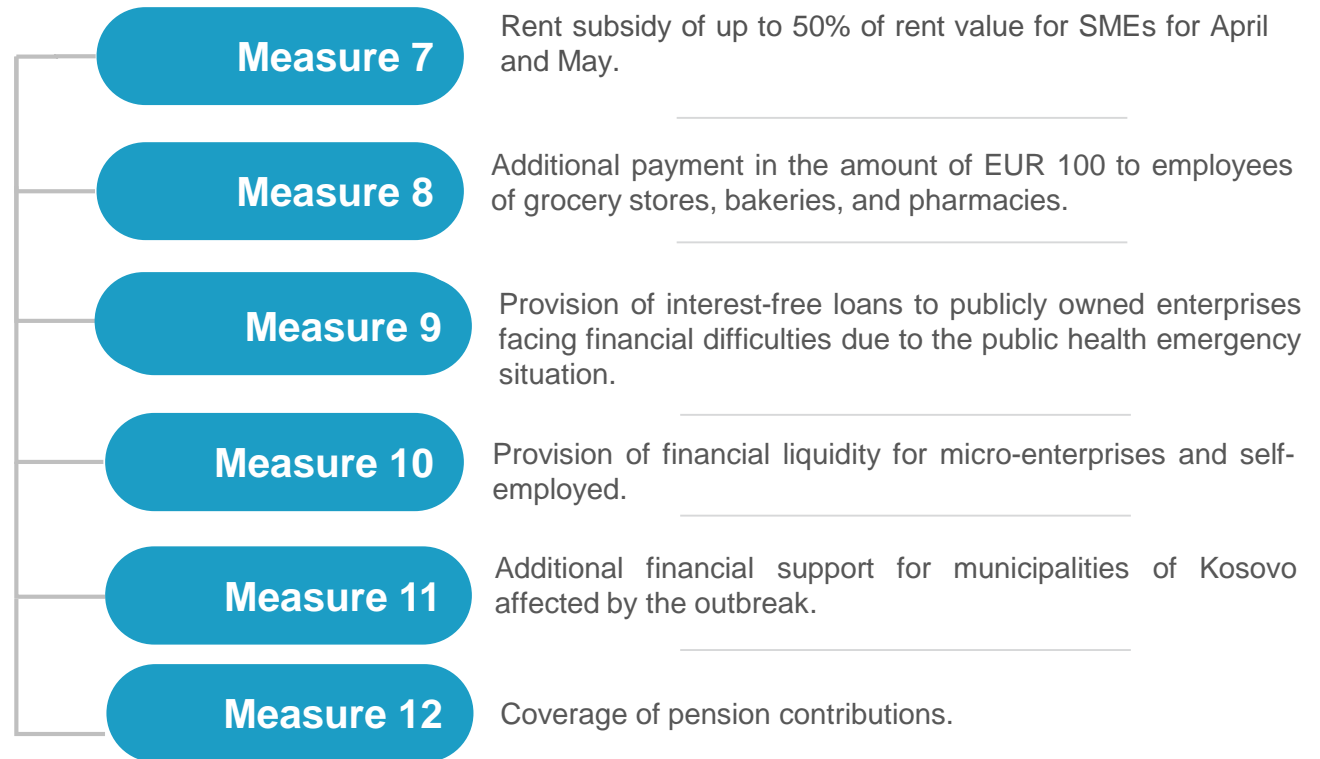 Measure 7
Rent subsidy of up to 50% of rent value for SMEs for April
and May.
Measure 8
Additional payment in the amount of EUR 100 to employees
of grocery stores, bakeries, and pharmacies.
Measure 9
Provision of interest-free loans to publicly owned enterprises
facing financial difficulties due to the public health emergency
situation.
Measure 10
Provision of financial liquidity for micro-enterprises and self-
employed.
Measure 11
Additional financial support for municipalities of Kosovo
affected by the outbreak.
Measure 12
Coverage of pension contributions.